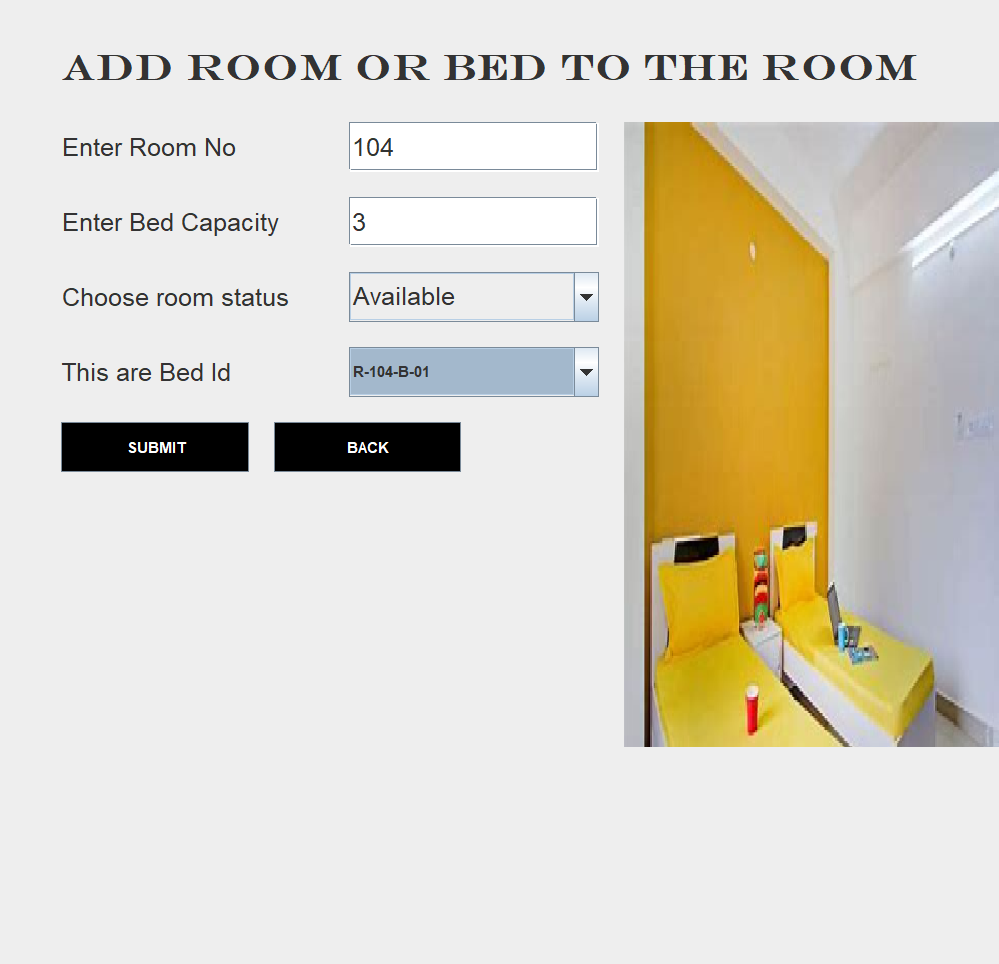 ADD ROOM OR BED TO THE ROOM
Enter Room No 104
Enter Bed Capacity 3
Choose room status Available
This are Bed Id R-104-B-01
SUBMIT BACK